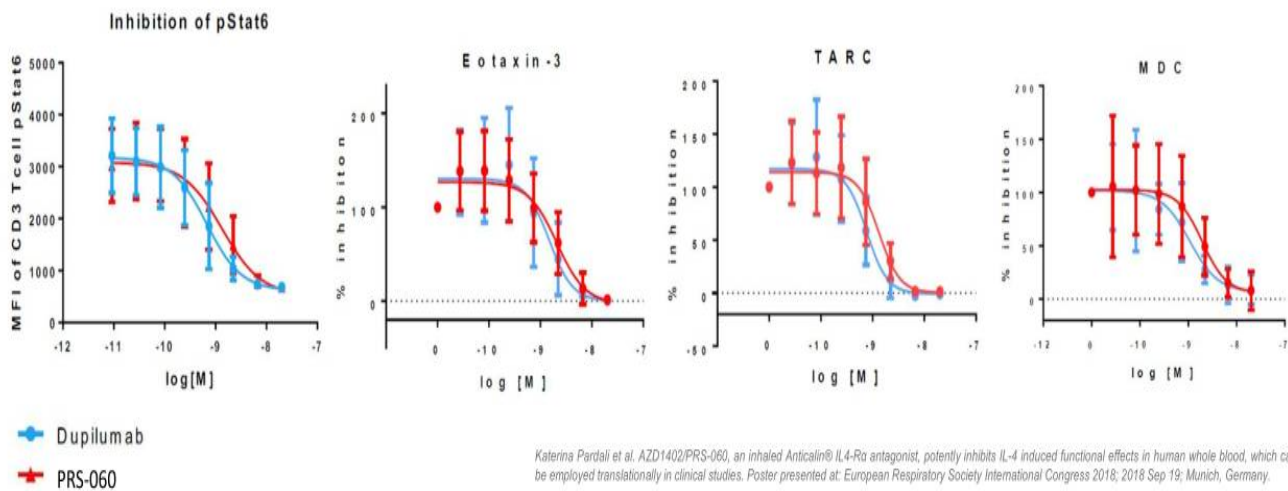 Inhibition of pStat6
MFI of CD3 Tcell pStat6
5000
4000
3000
2000
1000
0
-12 -11 -10 -9 -8 -7
log[M]
Eotaxin-3
% inhibition
200
100
0
0 -10 -9 -8 -7
log [M]
TARC
% inhibition
200
150
100
50
0
-50
0 -10 -9 -8 -7
log [M]
MDC
% inhibition
200
150
100
50
0
-12 0 -10 -9 -8 -7
log [M]
Dupilumab
PRS-060
Katerina Pardali et al. AZD1402/PRS-060, an inhaled Anticalin® IL4-Rα antagonist, potently inhibits IL-4 induced functional effects in human whole blood, which ca
be employed translationally in clinical studies. Poster presented at: European Respiratory Society International Congress 2018; 2018 Sep 19; Munich, Germany.